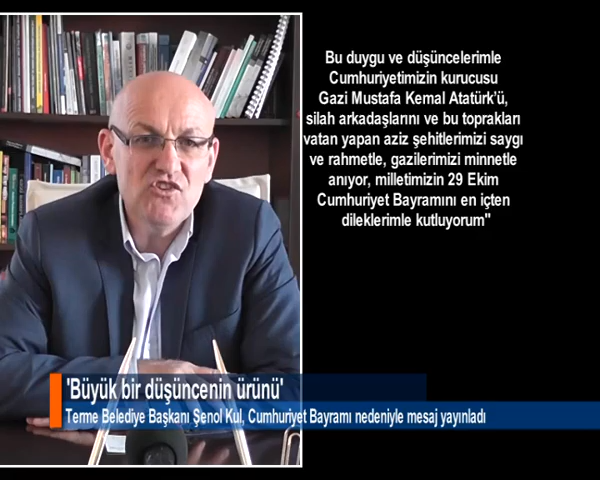 Bu duygu ve düşüncelerimle
Cumhuriyetimizin kurucusu
Gazi Mustafa Kemal Atatürk'ü,
silah arkadaşlarını ve bu toprakları
vatan yapan aziz şehitlerimizi saygı
ve rahmetle, gazilerimizi minnetle
anıyor, milletimizin 29 Ekim
Cumhuriyet Bayramını en içten
dileklerimle kutluyorum"
'Büyük bir düşüncenin ürünü'
Terme Belediye Başkanı Şenol Kul, Cumhuriyet Bayramı nedeniyle mesaj yayınladı